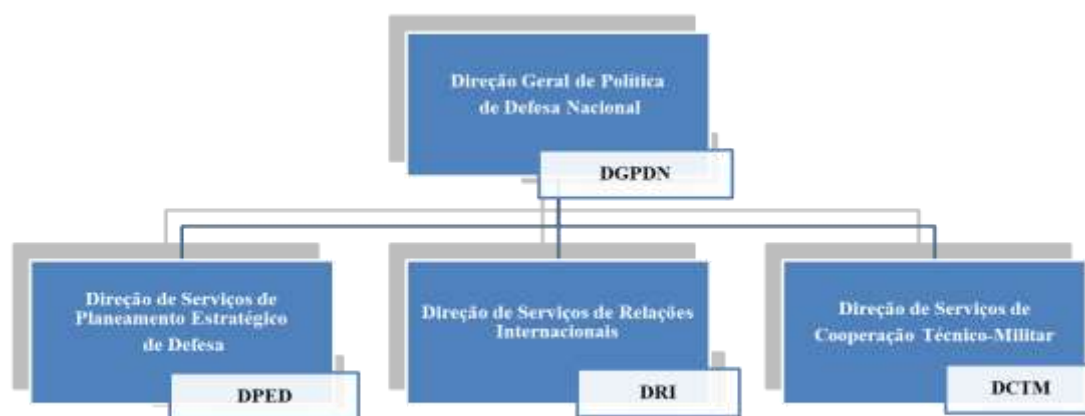 Direção Geral de Política
de Defesa Nacional
DGPDN
Direção de Serviços de
Planeamento Estratégico
de Defesa
DPED
Direção de Serviços de Relações
Internacionais
DRI
Direção de Serviços de
Cooperação Técnico-Militar
DCTM